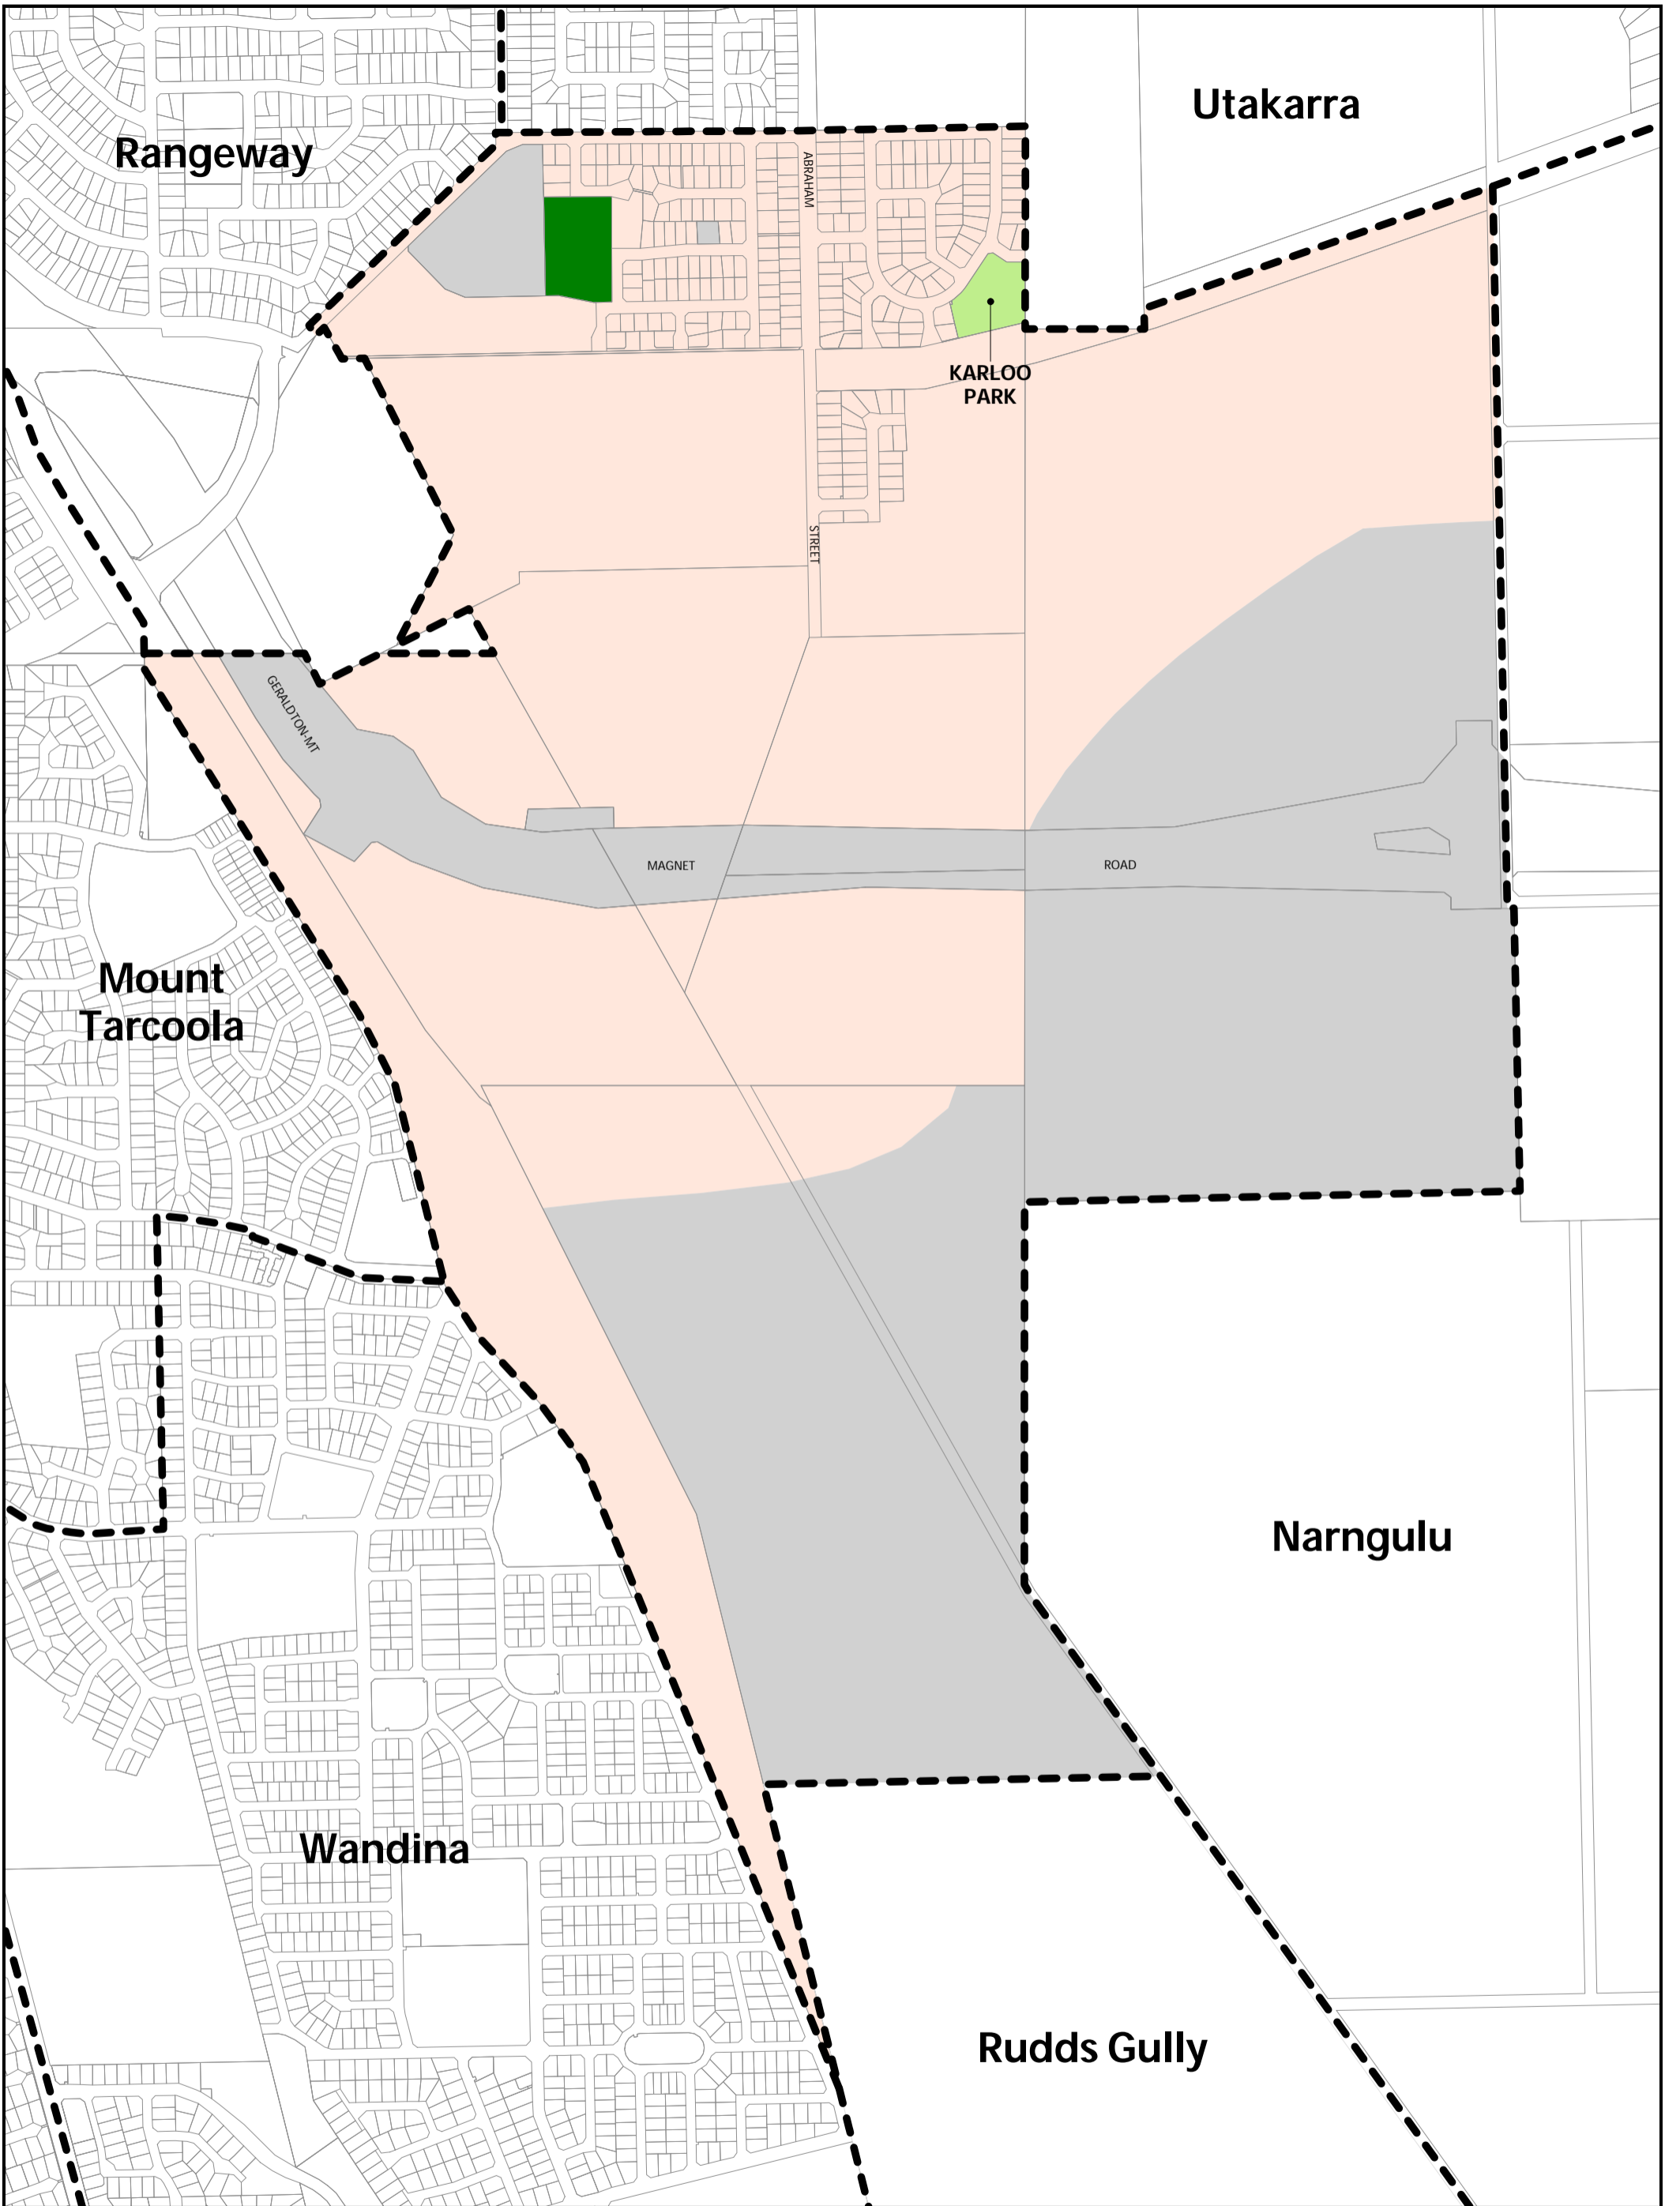 Utakarra
Rangeway
ABRAHAM
KARLOO
PARK
STREET
GERALDTON-MT
MAGNET
ROAD
Mount
Tarcoola
Narngulu
Wandina
Rudds Gully